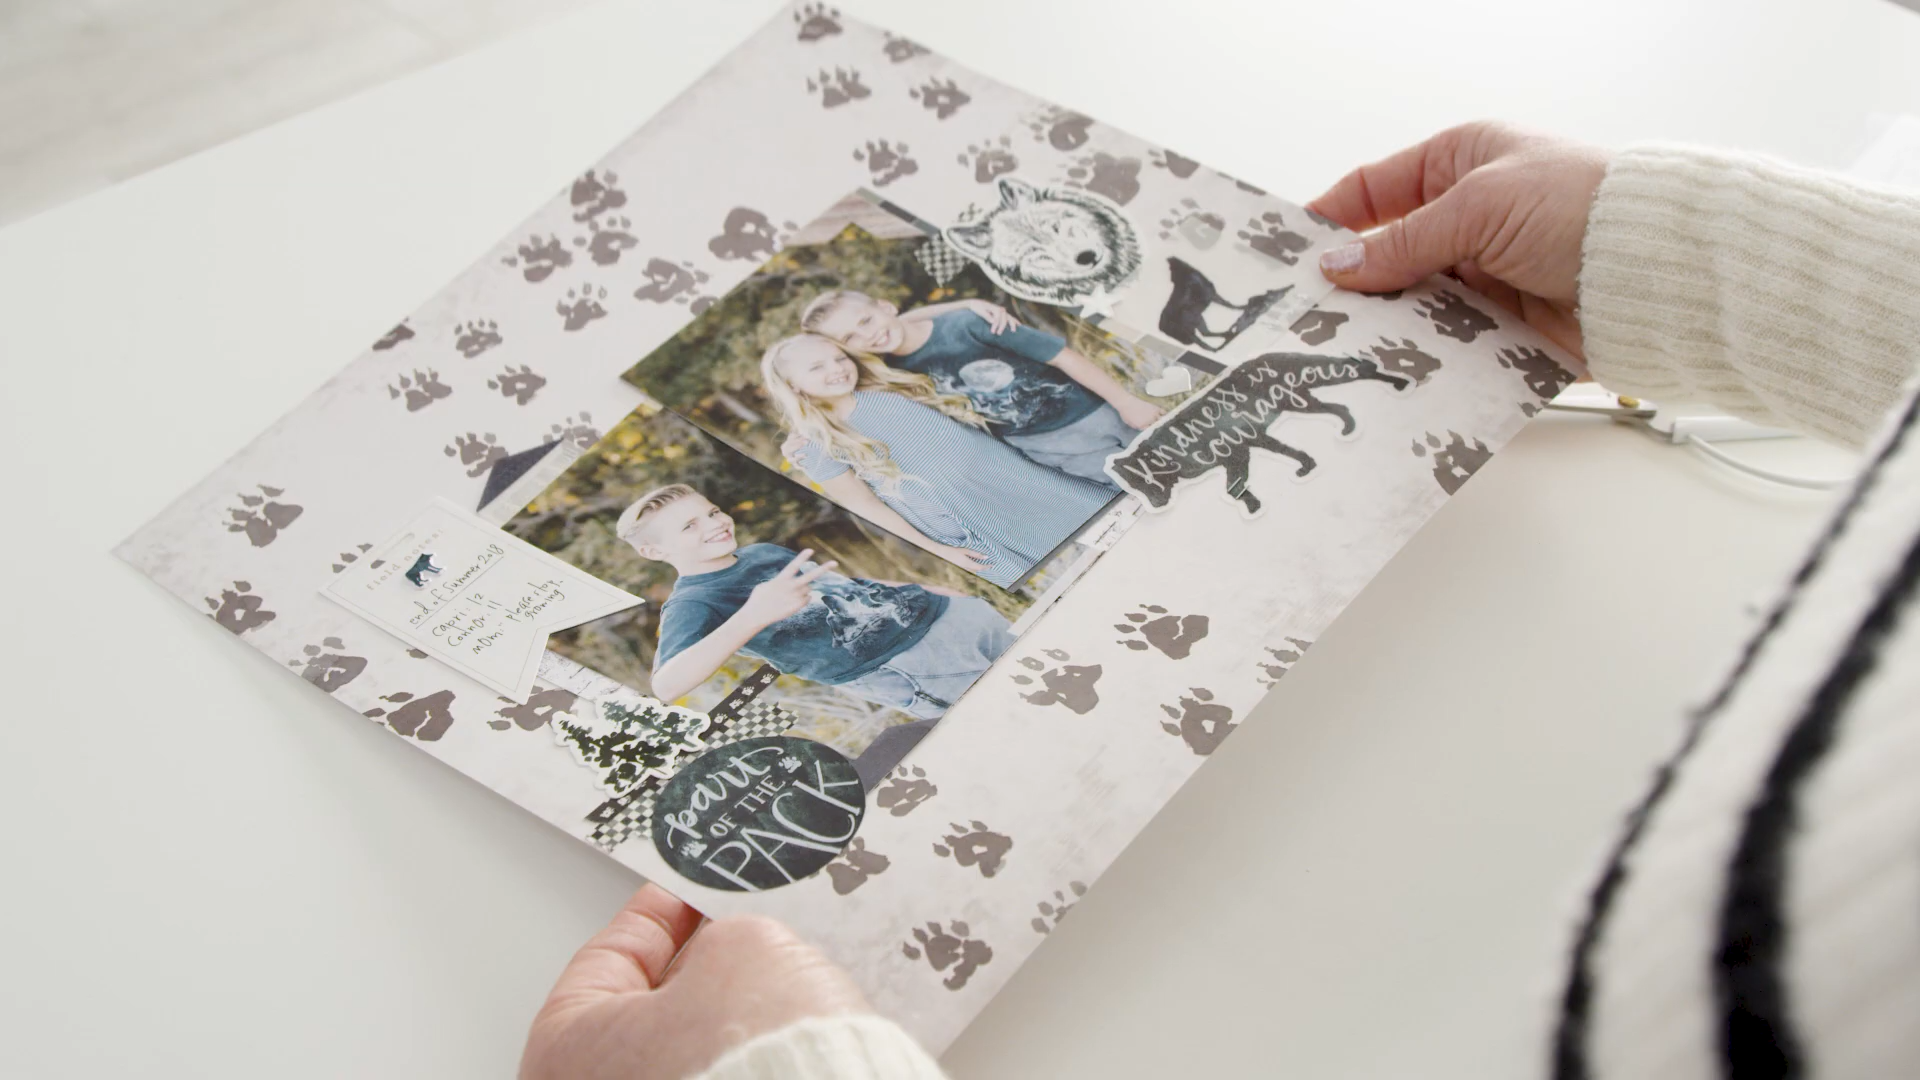 Kindness is
courageous
field notes:
end of summer 2018
capri-12
connor-11
mom- please stop
growing!
part
OF THE
PACK